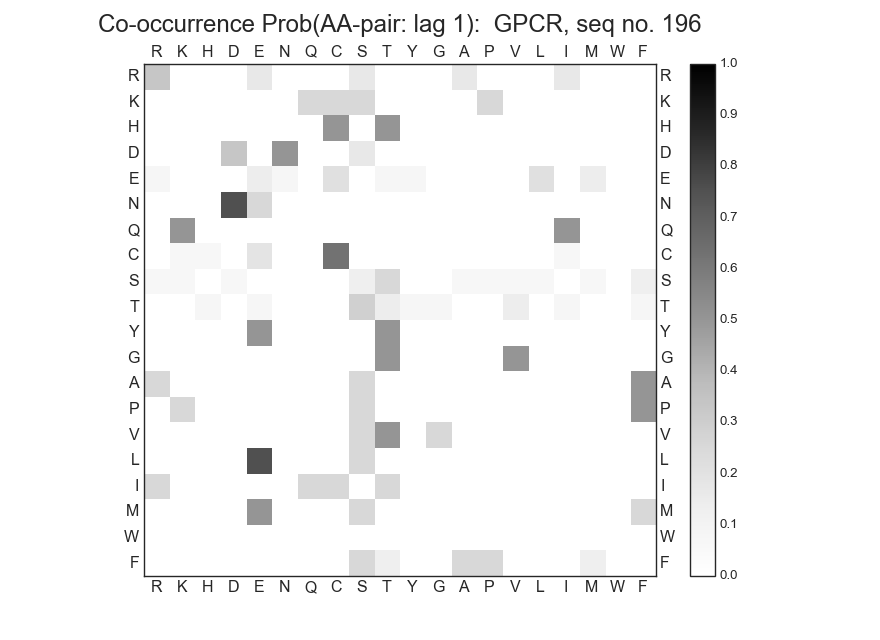 Co-occurrence Prob(AA-pair: lag 1):  GPCR, seq no. 196
R K H D E N Q C S T Y G A P V L I M W F
R R 1.0
K K 0.9
H H
D D 0.8
E E
N N 0.7
Q Q
C C 0.6
S S
T T 0.5
Y Y
G G 0.4
A A
P P 0.3
V V
L L 0.2
I I
M M 0.1
W W
F F 0.0
R K H D E N Q C S T Y G A P V L I M W F